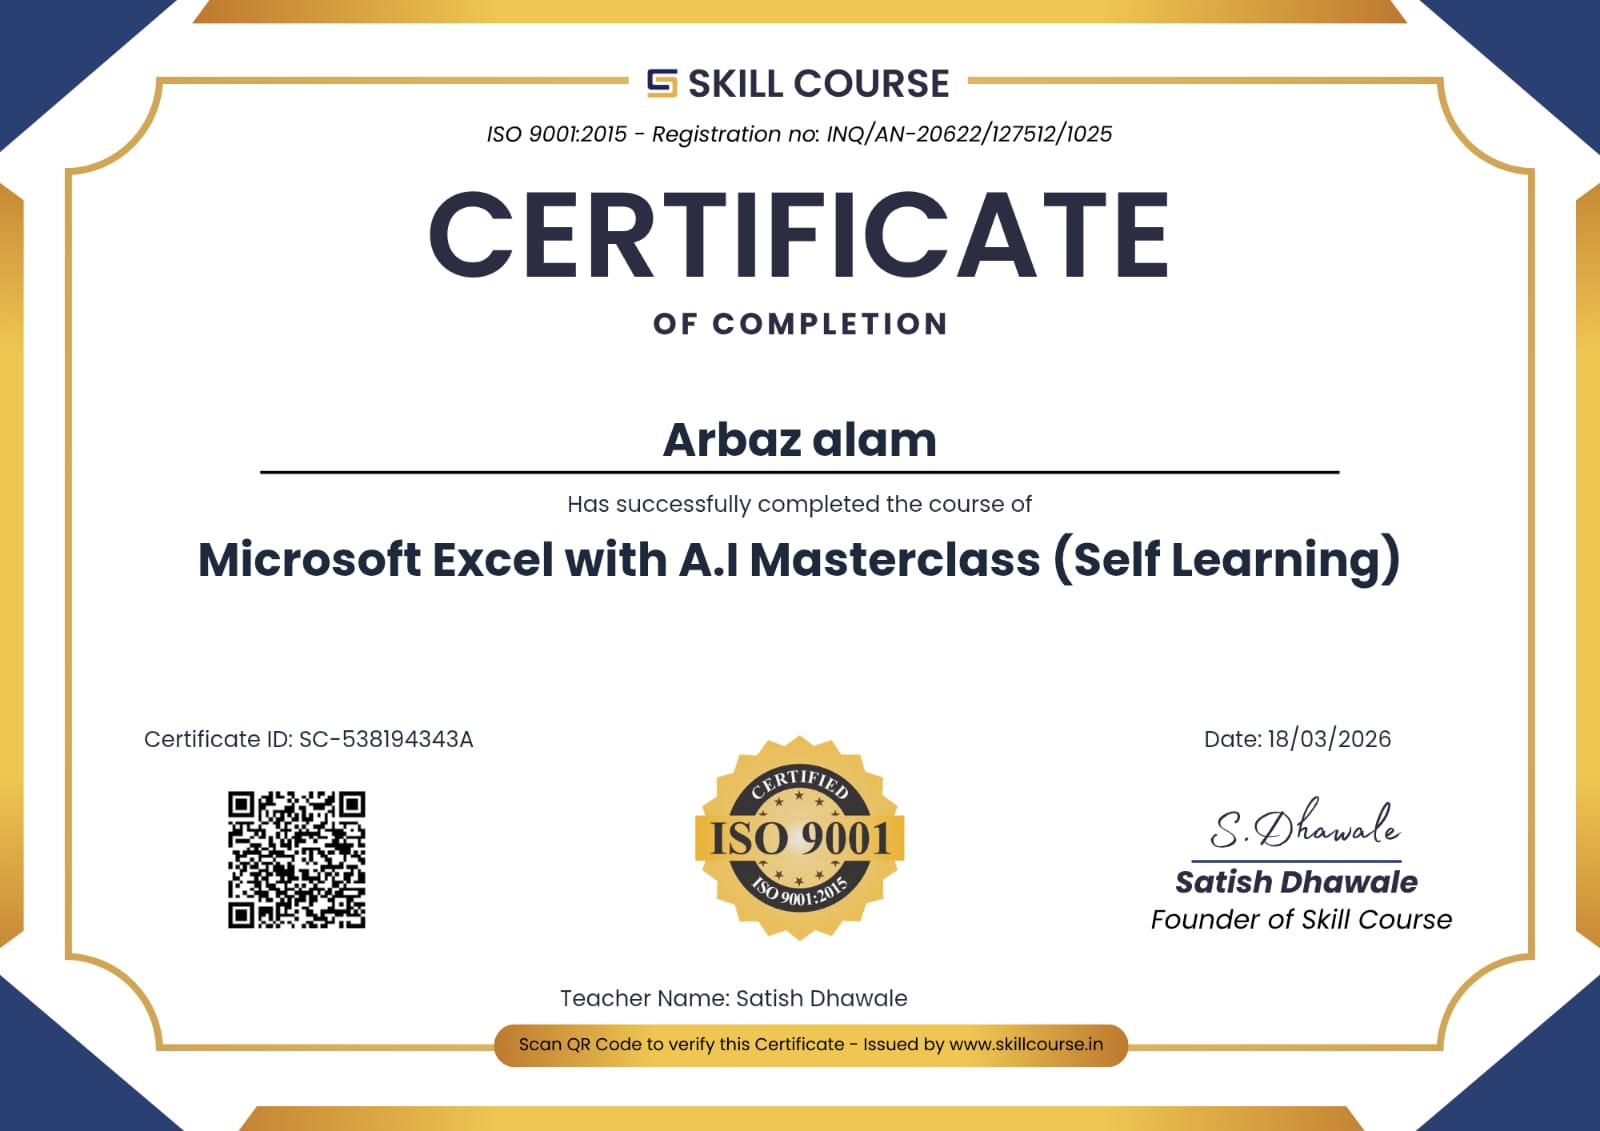 SKILL COURSE
ISO 9001:2015 - Registration no: INQ/AN-20622/127512/1025
CERTIFICATE
OF COMPLETION
Arbaz alam
Has successfully completed the course of
Microsoft Excel with A.I Masterclass (Self Learning)
Certificate ID: SC-538194343A
Date: 18/03/2026
CERTIFIED
ISO 9001
ISO 9001:2015
S.Dhawale
Satish Dhawale
Founder of Skill Course
Teacher Name: Satish Dhawale
Scan QR Code to verify this Certificate - Issued by www.skillcourse.in